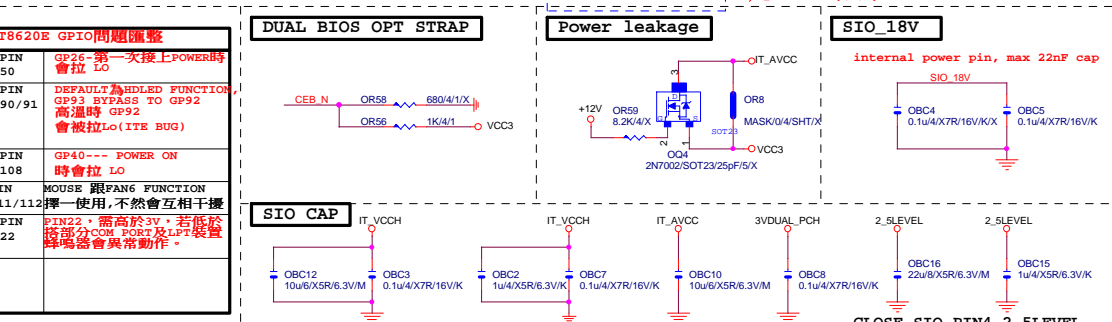 T8620E GPIO問題匯整
PIN
50
GP26-第一次接上POWER時
會拉 LO
PIN
90/91
DEFAULT為HDLED FUNCTION,
GP93 BYPASS TO GP92
高溫時 GP92
會被拉Lo(ITE BUG)
PIN
108
GP40--- POWER ON
時會拉 LO
IN
11/112
MOUSE 跟FAN6 FUNCTION
擇一使用,不然會互相干擾
PIN
22
PIN22，需高於3V，若低於
搭部分COM PORT及LPT裝置
蜂鳴器會異常動作。
DUAL BIOS OPT STRAP
CEB_N
OR58
680/4/1/X
OR56
1K/4/1
VCC3
Power leakage
IT_AVCC
+12V
OR59
8.2K/4/X
3
D
G
S
2
1
SOT23
OR8
MASK/0/4/SHT/X
VCC3
OQ4
2N7002/SOT23/25pF/5/X
SIO_18V
internal power pin, max 22nF cap
SIO_18V
OBC4
0.1u/4/X7R/16V/K/X
OBC5
0.1u/4/X7R/16V/K
SIO CAP
IT_VCCH
OBC12
10u/6/X5R/6.3V/M
OBC3
0.1u/4/X7R/16V/K
IT_VCCH
OBC2
1u/4/X5R/6.3V/K
OBC7
0.1u/4/X7R/16V/K
IT_AVCC
OBC10
10u/6/X5R/6.3V/M
3VDUAL_PCH
OBC8
0.1u/4/X7R/16V/K
2_5LEVEL
OBC16
22u/8/X5R/6.3V/M
2_5LEVEL
OBC15
1u/4/X5R/6.3V/K
CLOSE SIO PIN4 2_5LEVEL